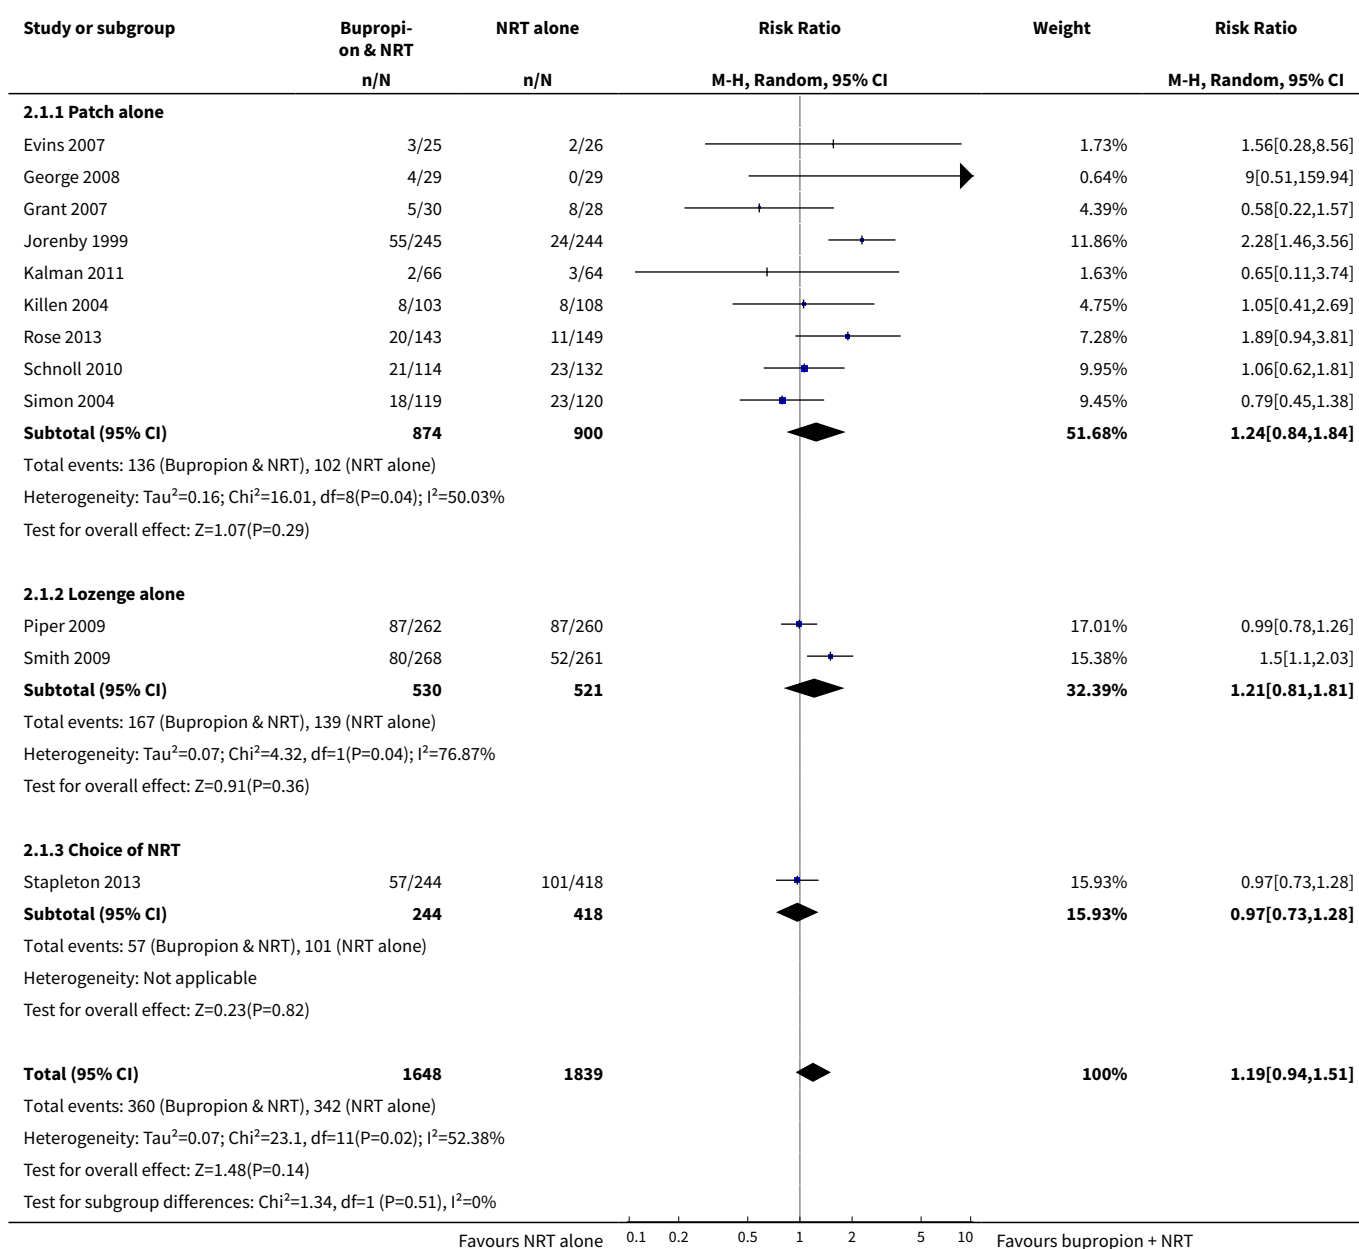 Study or subgroup Bupropi- NRT alone Risk Ratio Weight Risk Ratio
on & NRT
n/N n/N M-H, Random, 95% CI M-H, Random, 95% CI
2.1.1 Patch alone
Evins 2007 3/25 2/26 1.73% 1.56[0.28,8.56]
George 2008 4/29 0/29 0.64% 9[0.51,159.94]
Grant 2007 5/30 8/28 4.39% 0.58[0.22,1.57]
Jorenby 1999 55/245 24/244 11.86% 2.28[1.46,3.56]
Kalman 2011 2/66 3/64 1.63% 0.65[0.11,3.74]
Killen 2004 8/103 8/108 4.75% 1.05[0.41,2.69]
Rose 2013 20/143 11/149 7.28% 1.89[0.94,3.81]
Schnoll 2010 21/114 23/132 9.95% 1.06[0.62,1.81]
Simon 2004 18/119 23/120 9.45% 0.79[0.45,1.38]
Subtotal (95% CI) 874 900 51.68% 1.24[0.84,1.84]
Total events: 136 (Bupropion & NRT), 102 (NRT alone)
Heterogeneity: Tau²=0.16; Chi²=16.01, df=8(P=0.04); I²=50.03%
Test for overall effect: Z=1.07(P=0.29)
2.1.2 Lozenge alone
Piper 2009 87/262 87/260 17.01% 0.99[0.78,1.26]
Smith 2009 80/268 52/261 15.38% 1.5[1.1,2.03]
Subtotal (95% CI) 530 521 32.39% 1.21[0.81,1.81]
Total events: 167 (Bupropion & NRT), 139 (NRT alone)
Heterogeneity: Tau²=0.07; Chi²=4.32, df=1(P=0.04); I²=76.87%
Test for overall effect: Z=0.91(P=0.36)
2.1.3 Choice of NRT
Stapleton 2013 57/244 101/418 15.93% 0.97[0.73,1.28]
Subtotal (95% CI) 244 418 15.93% 0.97[0.73,1.28]
Total events: 57 (Bupropion & NRT), 101 (NRT alone)
Heterogeneity: Not applicable
Test for overall effect: Z=0.23(P=0.82)
Total (95% CI) 1648 1839 100% 1.19[0.94,1.51]
Total events: 360 (Bupropion & NRT), 342 (NRT alone)
Heterogeneity: Tau²=0.07; Chi²=23.1, df=11(P=0.02); I²=52.38%
Test for overall effect: Z=1.48(P=0.14)
Test for subgroup differences: Chi²=1.34, df=1 (P=0.51), I²=0%
Favours NRT alone 0.1 0.2 0.5 1 2 5 10 Favours bupropion + NRT